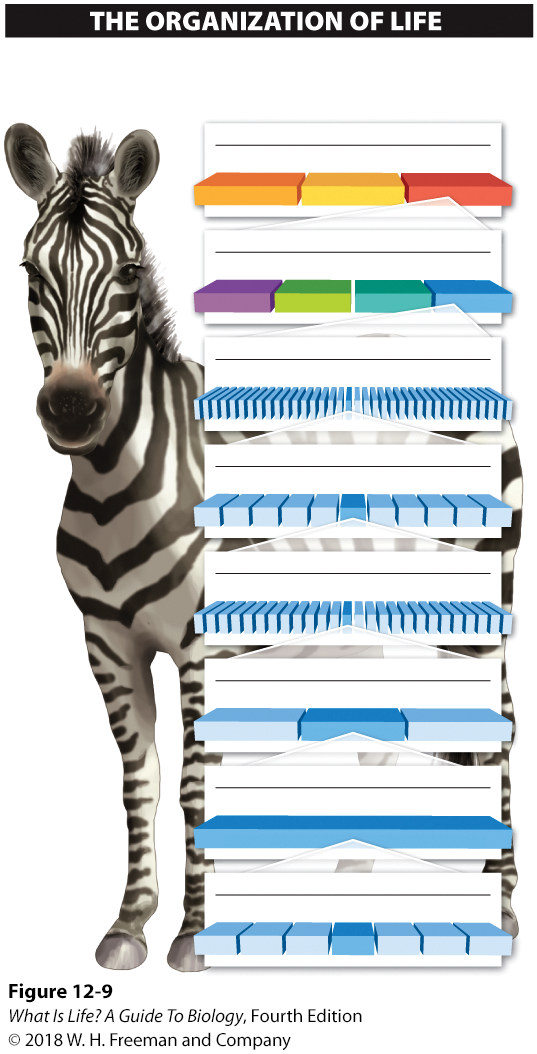 THE ORGANIZATION OF LIFE
Figure 12-9
What Is Life? A Guide To Biology, Fourth Edition
© 2018 W. H. Freeman and Company